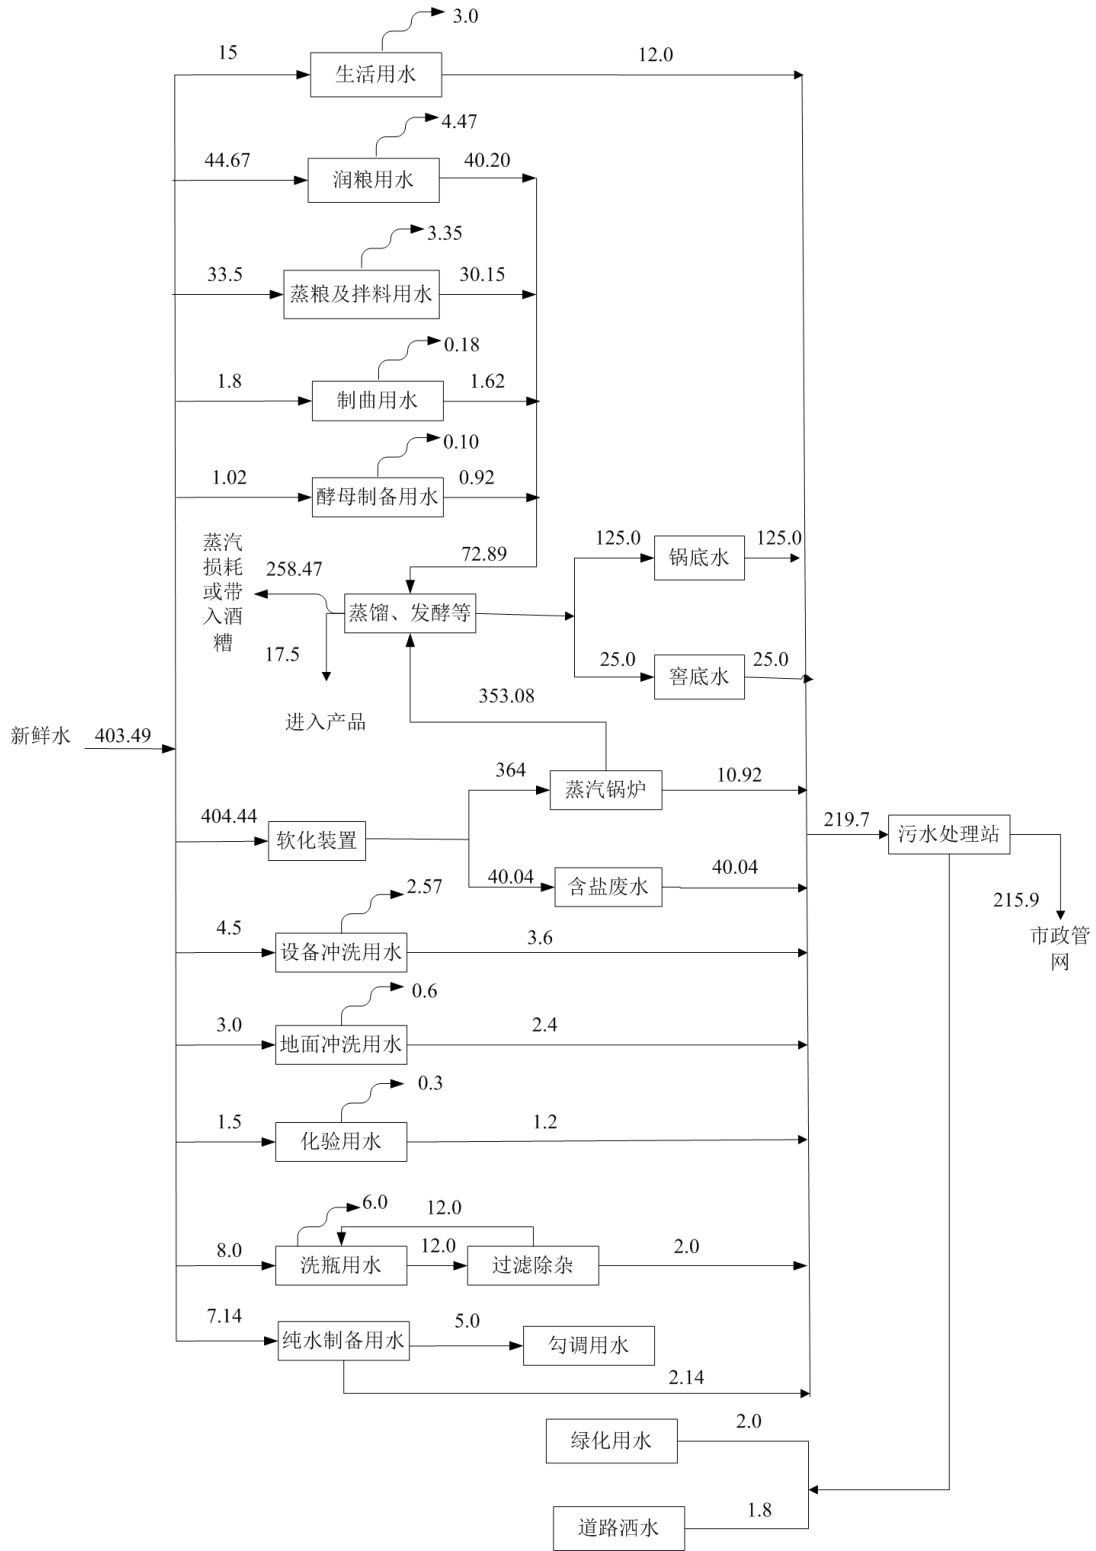 3.0
15
12.0
生活用水
4.47
44.67
40.20
润粮用水
3.35
33.5
30.15
蒸粮及拌料用水
0.18
1.8
1.62
制曲用水
0.10
1.02
0.92
酵母制备用水
蒸汽
损耗
或带
入酒
糟
258.47
72.89
蒸馏、发酵等
17.5
进入产品
125.0
锅底水
125.0
25.0
窖底水
25.0
353.08
新鲜水
403.49
364
蒸汽锅炉
10.92
404.44
软化装置
40.04
含盐废水
40.04
219.7
污水处理站
215.9
市政管
网
2.57
4.5
设备冲洗用水
3.6
0.6
3.0
地面冲洗用水
2.4
0.3
1.5
化验用水
1.2
6.0
12.0
8.0
洗瓶用水
12.0
过滤除杂
2.0
7.14
纯水制备用水
5.0
勾调用水
2.14
绿化用水
2.0
道路洒水
1.8